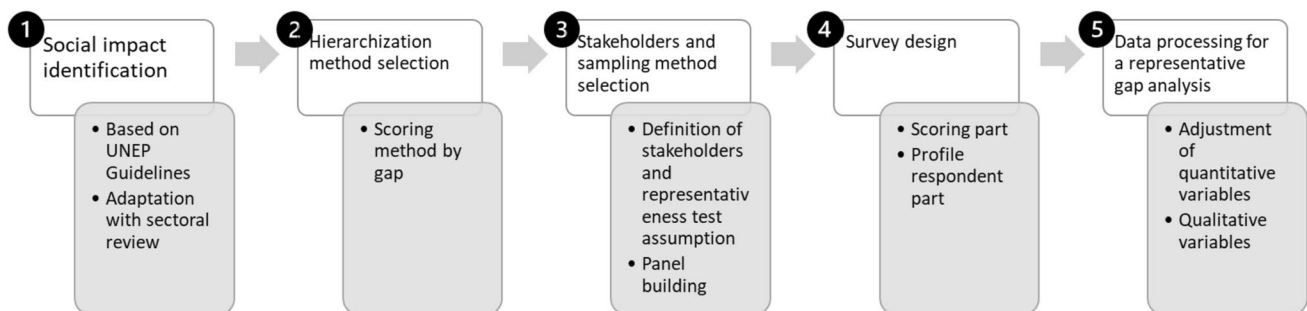 1
Social impact
identification
• Based on
UNEP
Guidelines
• Adaptation
with sectoral
review
2
Hierarchization
method selection
• Scoring
method by
gap
3
Stakeholders and
sampling method
selection
• Definition of
stakeholders
and
representativ
eness test
assumption
• Panel
building
4
Survey design
• Scoring part
• Profile
respondent
part
5
Data processing for
a representative
gap analysis
• Adjustment
of
quantitative
variables
• Qualitative
variables